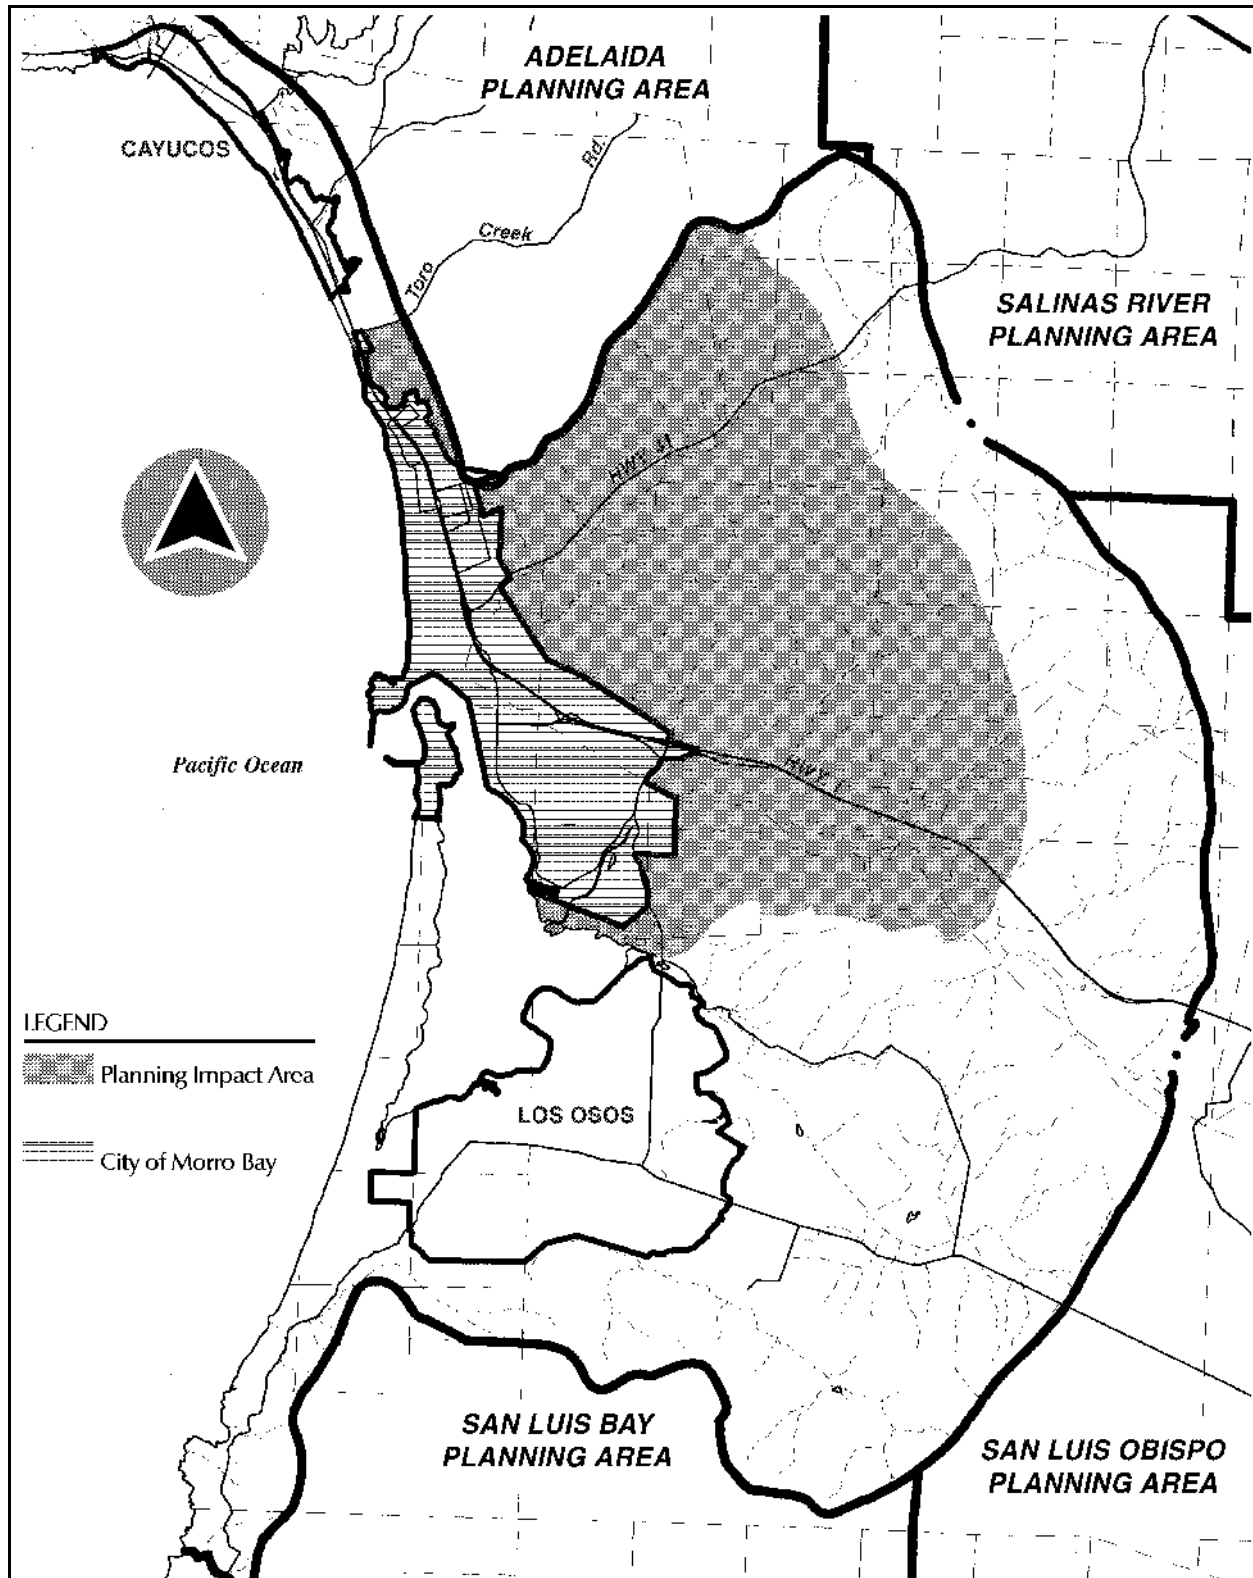 ADELAIDA
PLANNING AREA
CAYUCOS
Rd.
Creek
Toro
SALINAS RIVER
PLANNING AREA
HWY 41
Pacific Ocean
HWY 1
LEGEND
Planning Impact Area
City of Morro Bay
LOS OSOS
SAN LUIS BAY
PLANNING AREA
SAN LUIS OBISPO
PLANNING AREA